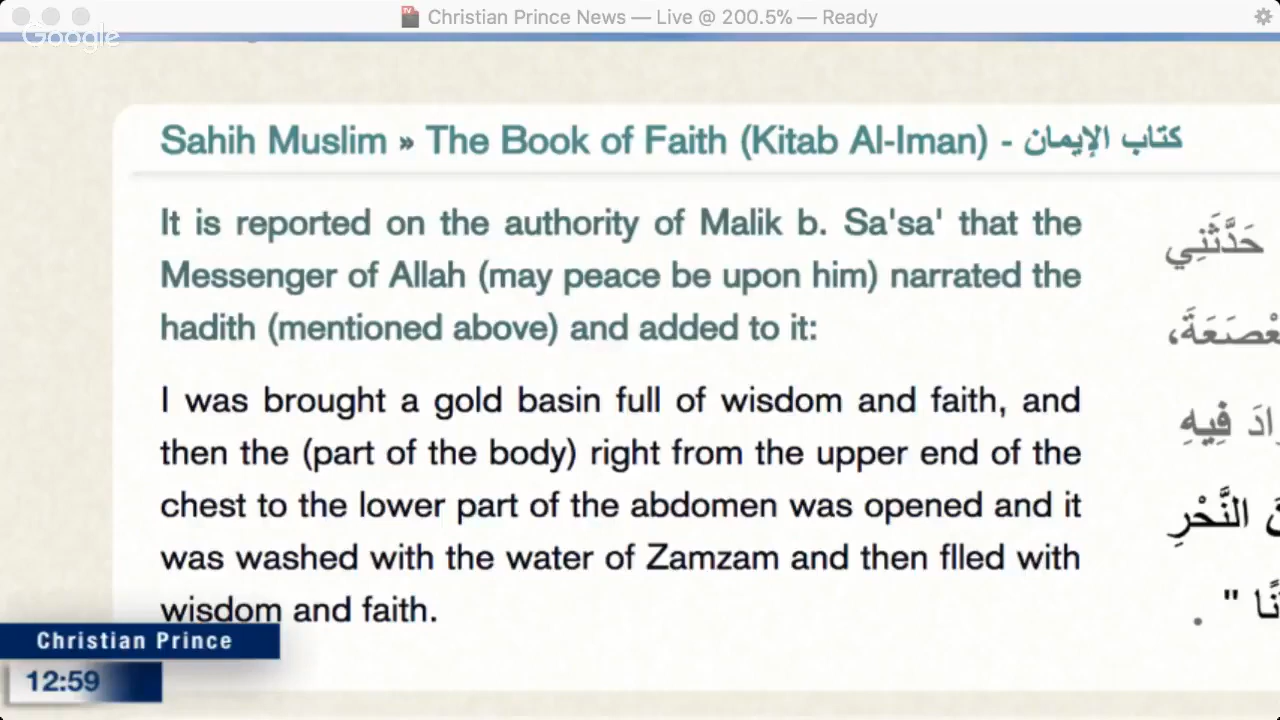 Christian Prince News — Live @ 200.5% — Ready
Google
Sahih Muslim » The Book of Faith (Kitab Al-Iman) - كتاب الإيمان
It is reported on the authority of Malik b. Sa'sa' that the
Messenger of Allah (may peace be upon him) narrated the
hadith (mentioned above) and added to it:
I was brought a gold basin full of wisdom and faith, and
then the (part of the body) right from the upper end of the
chest to the lower part of the abdomen was opened and it
was washed with the water of Zamzam and then flled with
wisdom and faith.
حَدَّثَنِي
فِيهِ
النَّحْرِ
Christian Prince
12:59